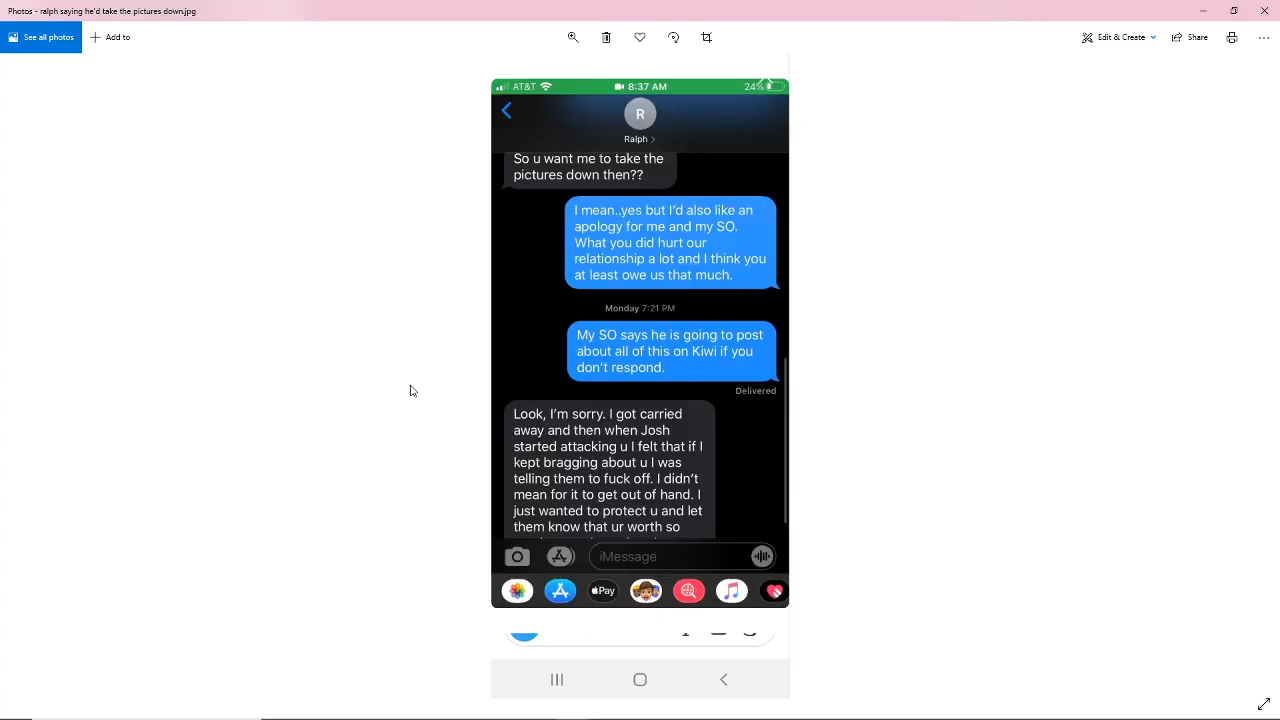 Photos - ralph saying he'd take the pictures down.jpg
See all photos
Add to
Edit & Create
Share
AT&T
8:37 AM
24%
R
Ralph
So u want me to take the
pictures down then??
I mean..yes but I'd also like an
apology for me and my SO.
What you did hurt our
relationship a lot and I think you
at least owe us that much.
Monday 7:21 PM
My SO says he is going to post
about all of this on Kiwi if you
don't respond.
Delivered
Look, I'm sorry. I got carried
away and then when Josh
started attacking u I felt that if I
kept bragging about u I was
telling them to fuck off. I didn't
mean for it to get out of hand. I
just wanted to protect u and let
them know that ur worth so
iMessage
Pay